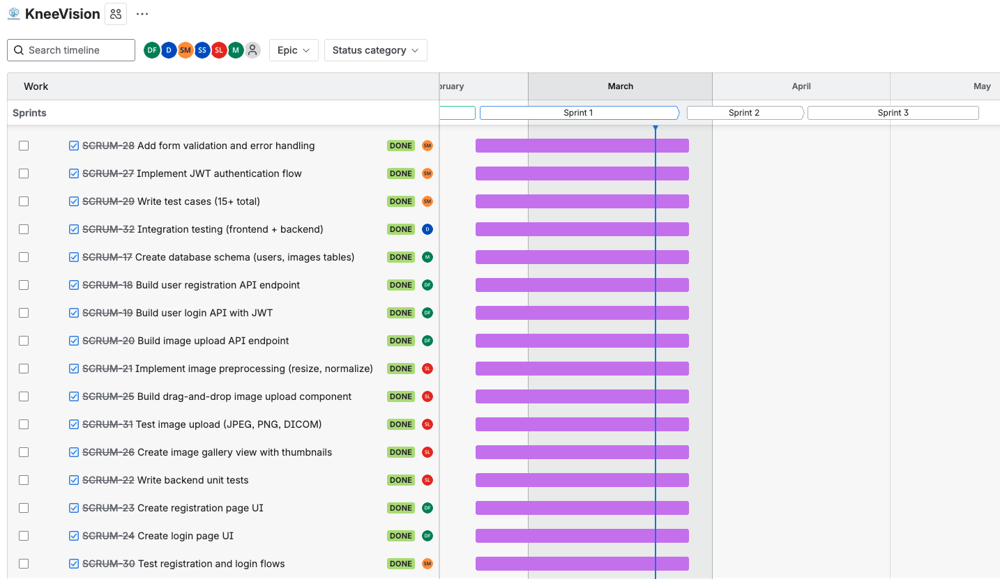 KneeVision
Search timeline
DF D SM SS SL M
Epic
Status category
Work
bruary March April May
Sprints
Sprint 1 Sprint 2 Sprint 3
SCRUM-28 Add form validation and error handling DONE SM
SCRUM-27 Implement JWT authentication flow DONE SM
SCRUM-29 Write test cases (15+ total) DONE SM
SCRUM-32 Integration testing (frontend + backend) DONE D
SCRUM-17 Create database schema (users, images tables) DONE M
SCRUM-18 Build user registration API endpoint DONE DF
SCRUM-19 Build user login API with JWT DONE DF
SCRUM-20 Build image upload API endpoint DONE DF
SCRUM-21 Implement image preprocessing (resize, normalize) DONE SL
SCRUM-25 Build drag-and-drop image upload component DONE SL
SCRUM-31 Test image upload (JPEG, PNG, DICOM) DONE SL
SCRUM-26 Create image gallery view with thumbnails DONE SL
SCRUM-22 Write backend unit tests DONE SL
SCRUM-23 Create registration page UI DONE DF
SCRUM-24 Create login page UI DONE DF
SCRUM-30 Test registration and login flows DONE SM